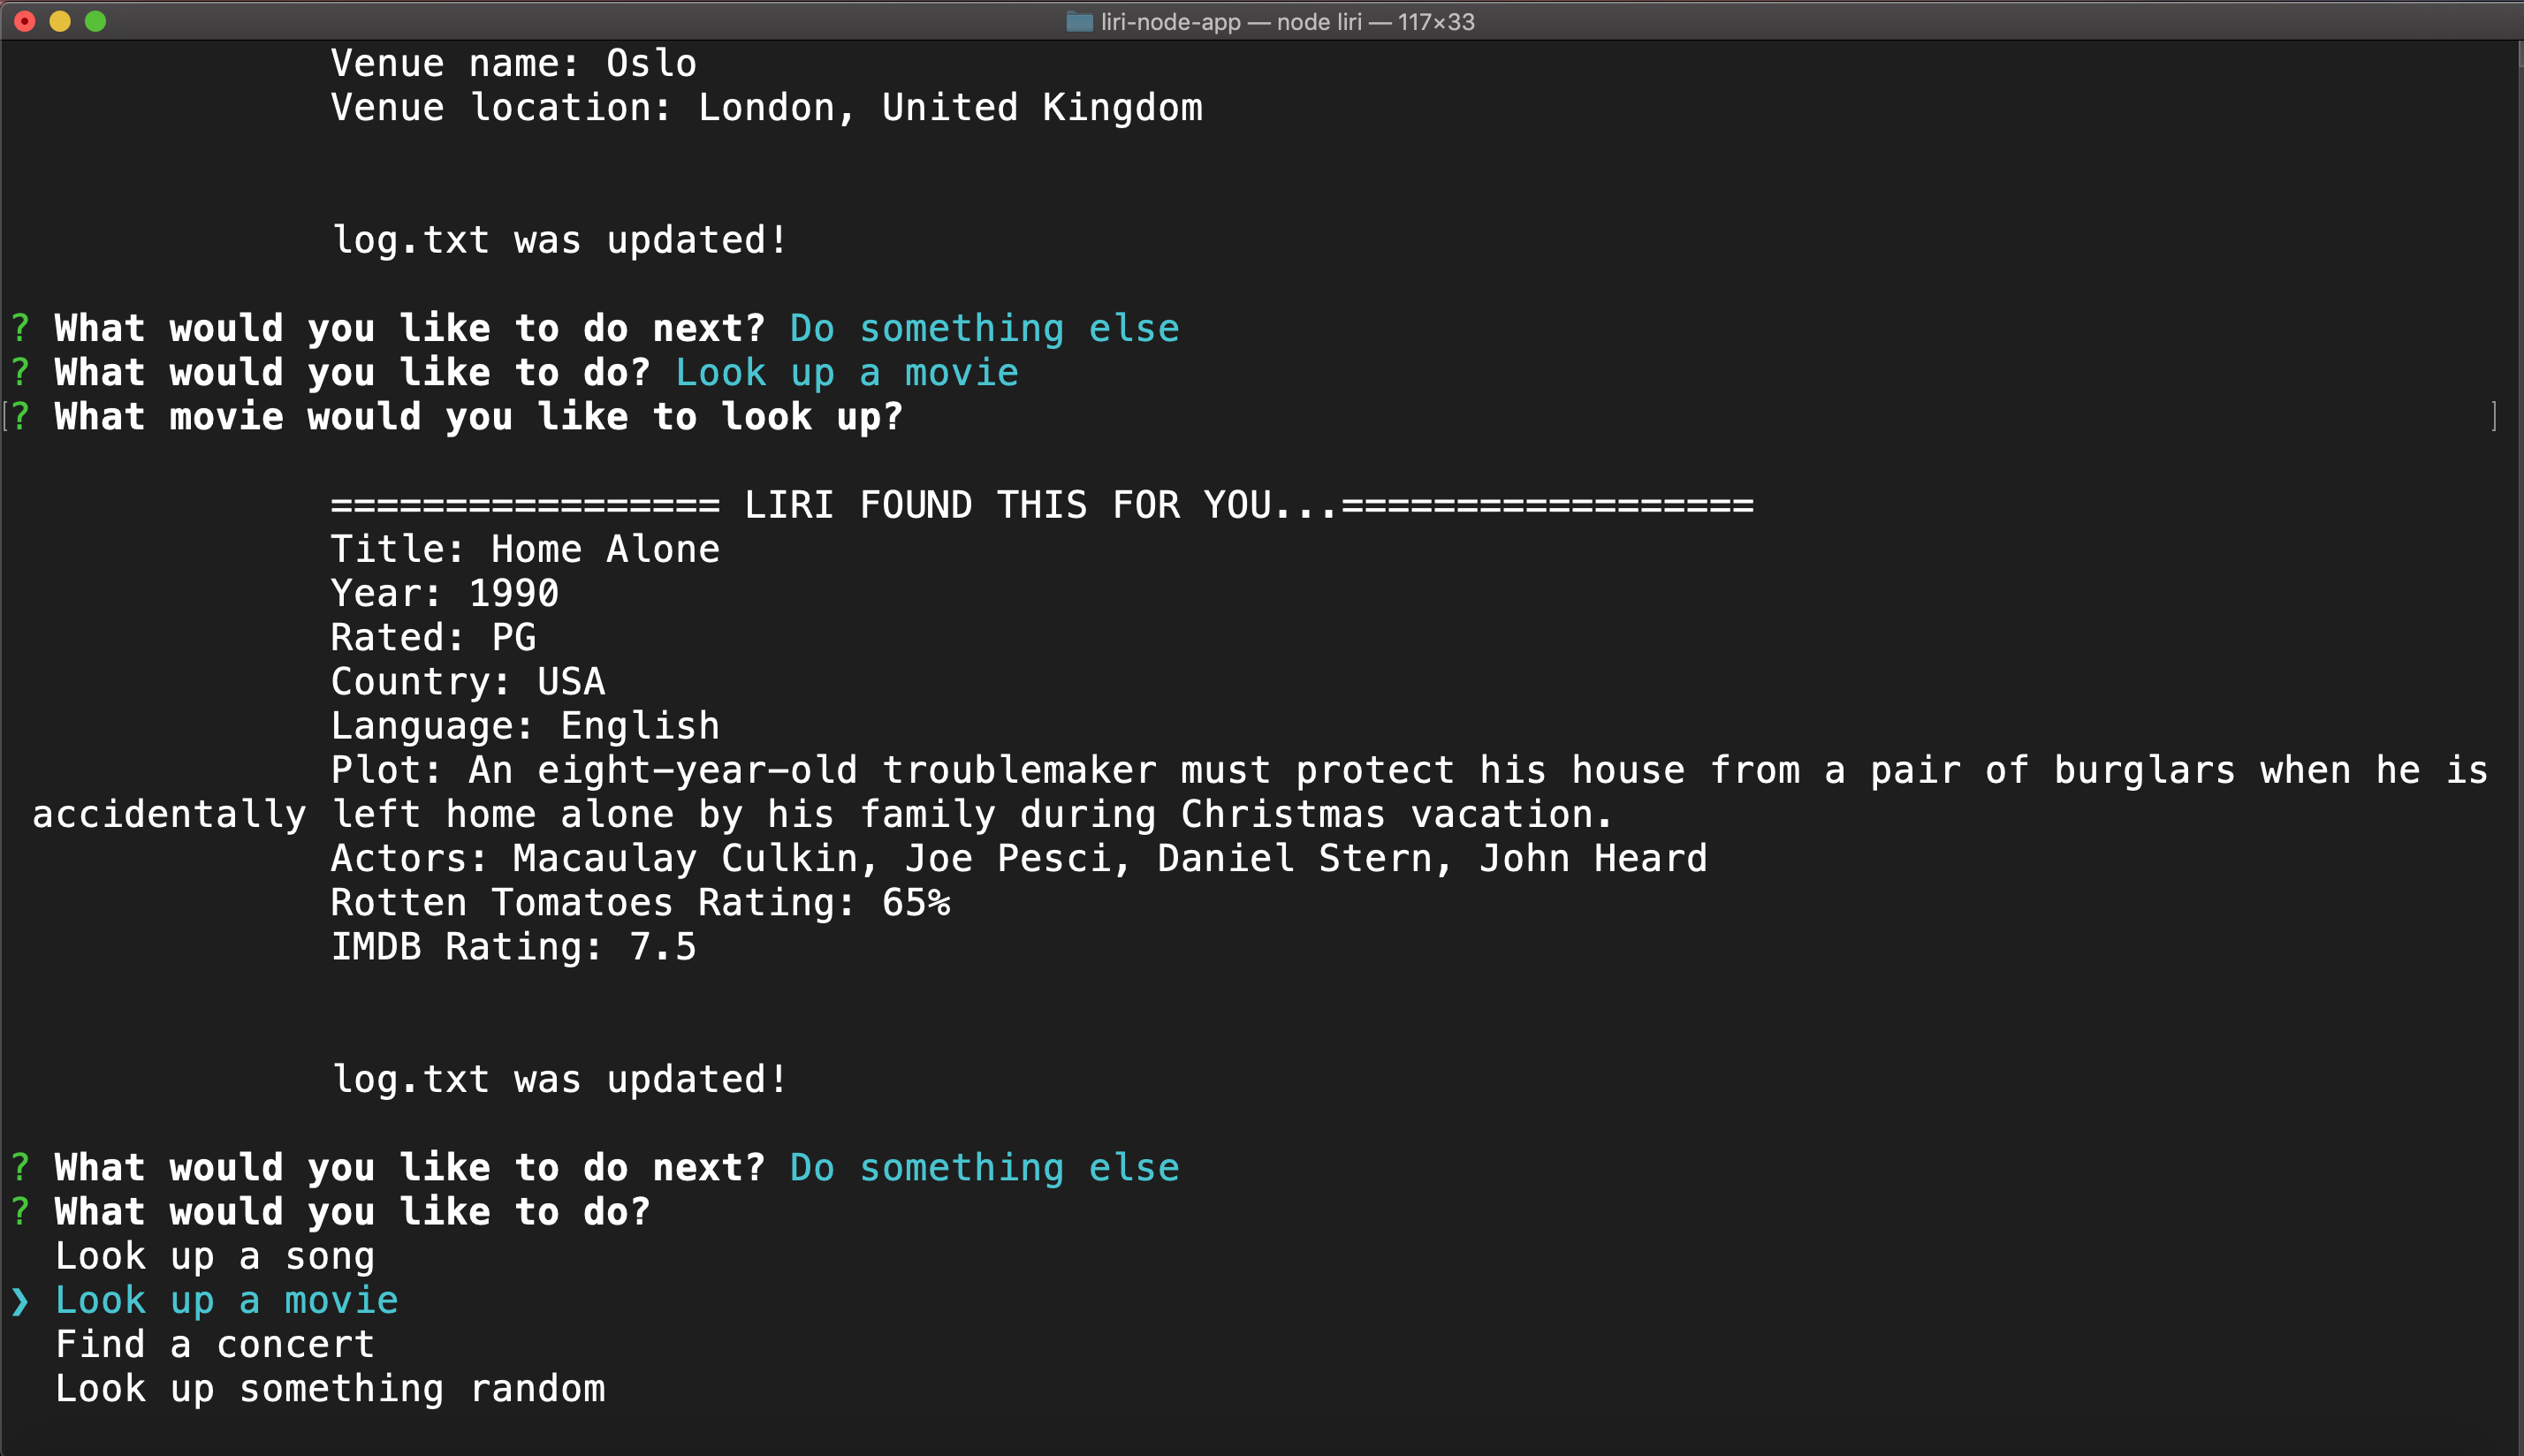 liri-node-app — node liri — 117×33
Venue name: Oslo
Venue location: London, United Kingdom
log.txt was updated!
? What would you like to do next? Do something else
? What would you like to do? Look up a movie
[? What movie would you like to look up? ]
================= LIRI FOUND THIS FOR YOU...==================
Title: Home Alone
Year: 1990
Rated: PG
Country: USA
Language: English
Plot: An eight-year-old troublemaker must protect his house from a pair of burglars when he is
accidentally left home alone by his family during Christmas vacation.
Actors: Macaulay Culkin, Joe Pesci, Daniel Stern, John Heard
Rotten Tomatoes Rating: 65%
IMDB Rating: 7.5
log.txt was updated!
? What would you like to do next? Do something else
? What would you like to do?
Look up a song
❯ Look up a movie
Find a concert
Look up something random